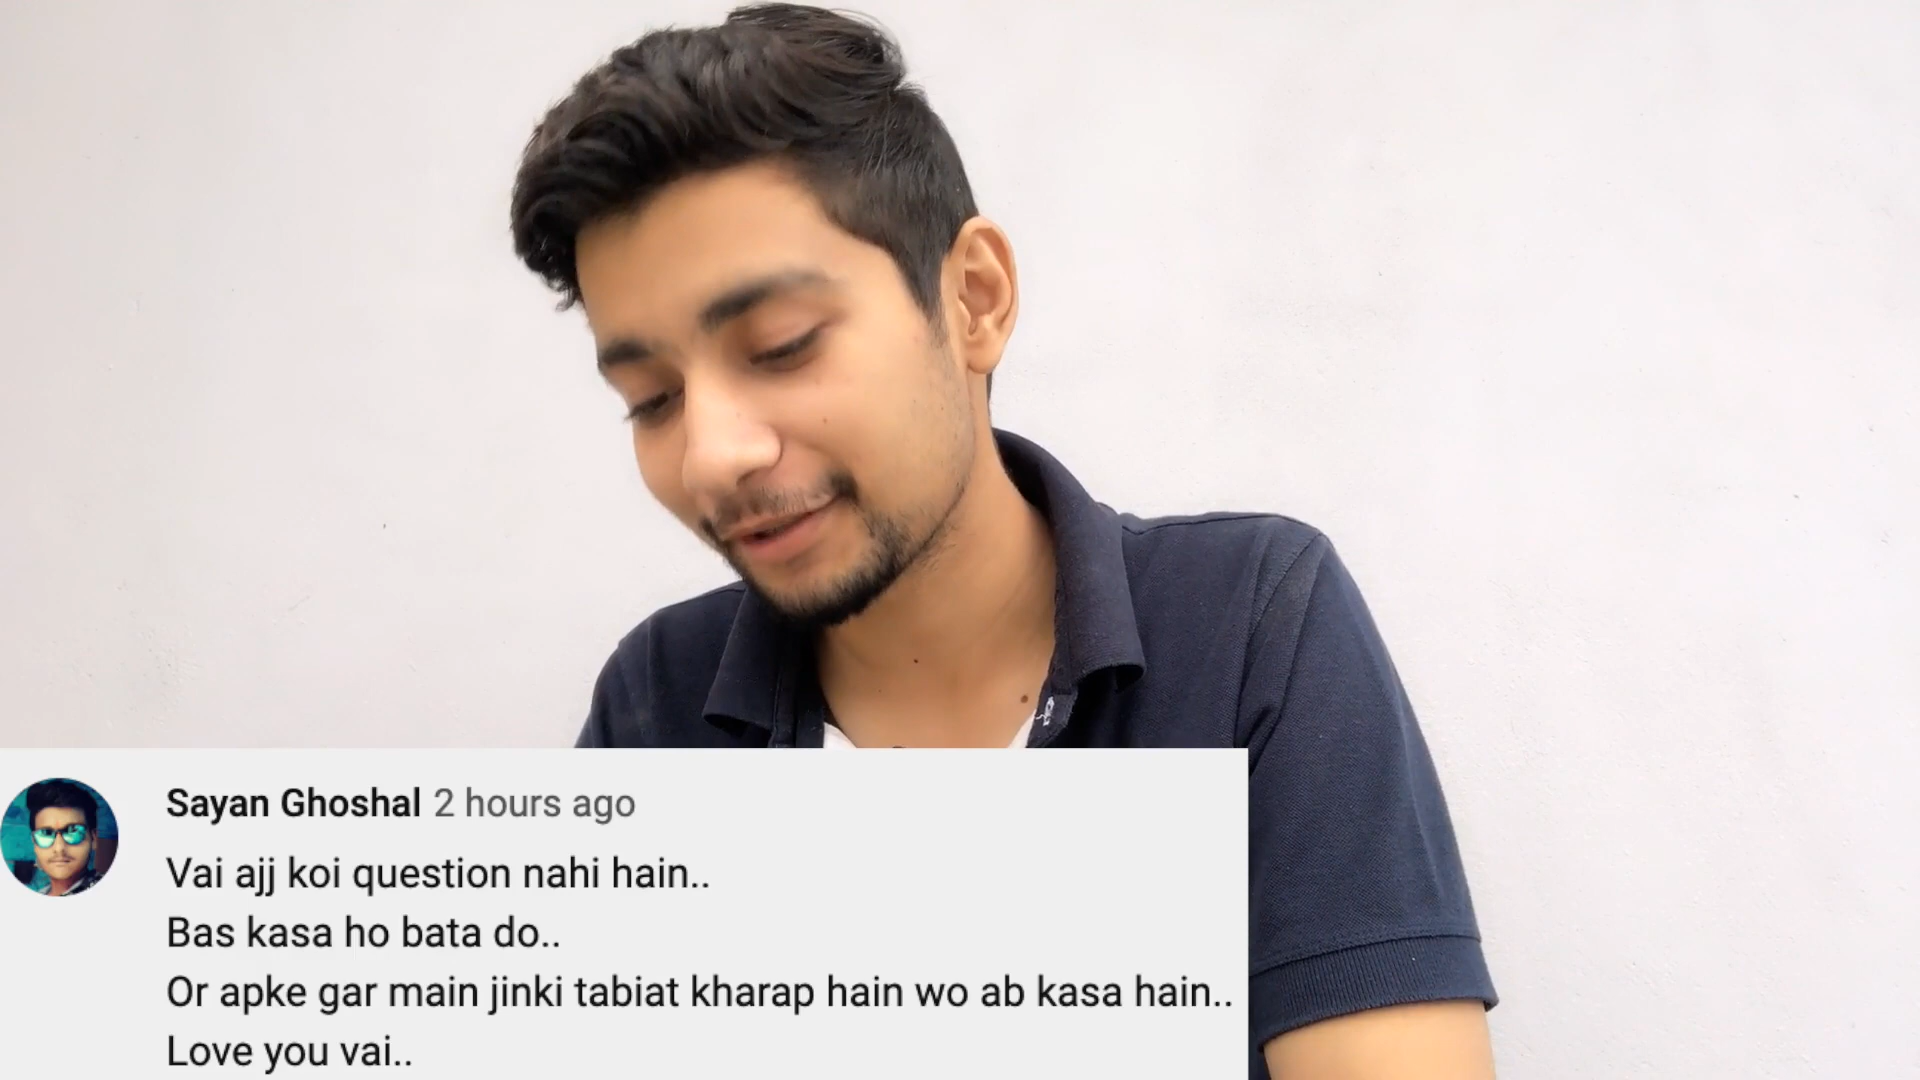 Sayan Ghoshal 2 hours ago
Vai ajj koi question nahi hain..
Bas kasa ho bata do..
Or apke gar main jinki tabiat kharap hain wo ab kasa hain..
Love you vai..